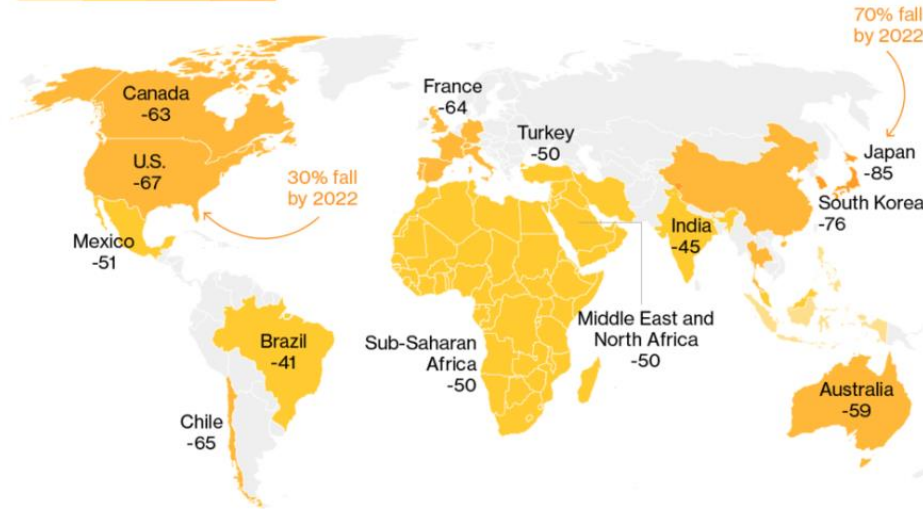 70% fall
by 2022
Canada
-63
France
-64
Turkey
-50
U.S.
-67
30% fall
by 2022
Japan
-85
South Korea
-76
Mexico
-51
India
-45
Brazil
-41
Sub-Saharan
Africa
-50
Middle East and
North Africa
-50
Australia
-59
Chile
-65